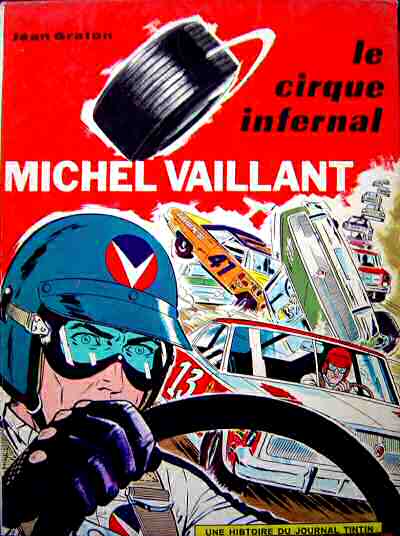 Jean Graton
le
cirque
infernal
MICHEL VAILLANT
41
13
UNE HISTOIRE DU JOURNAL TINTIN